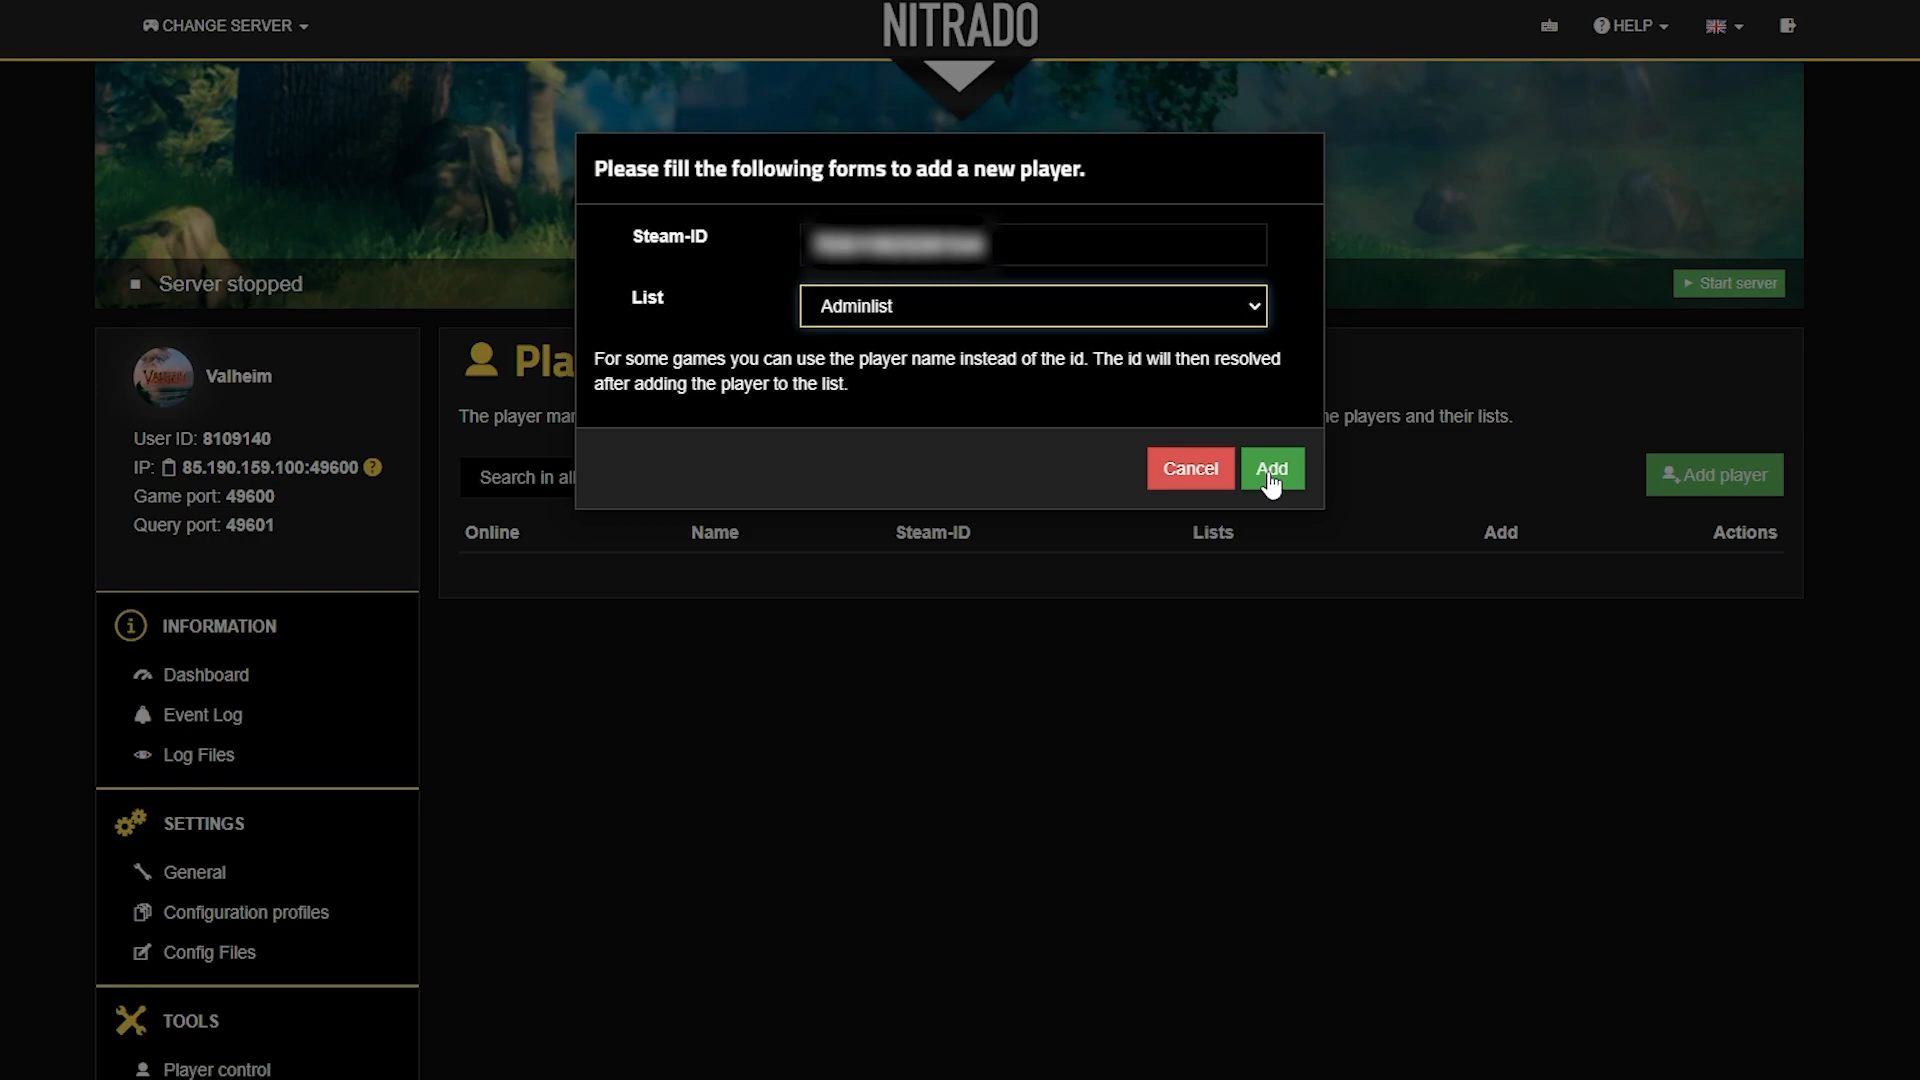 CHANGE SERVER
NITRADO
HELP
Please fill the following forms to add a new player.
Steam-ID
List
Adminlist
For some games you can use the player name instead of the id. The id will then resolved
after adding the player to the list.
Cancel
Add
Server stopped
Start server
VALHEIM
Valheim
User ID: 8109140
IP: 85.190.159.100:49600 ?
Game port: 49600
Query port: 49601
Pla
The player man
e players and their lists.
Search in all
Add player
Online Name Steam-ID Lists Add Actions
INFORMATION
Dashboard
Event Log
Log Files
SETTINGS
General
Configuration profiles
Config Files
TOOLS
Player control